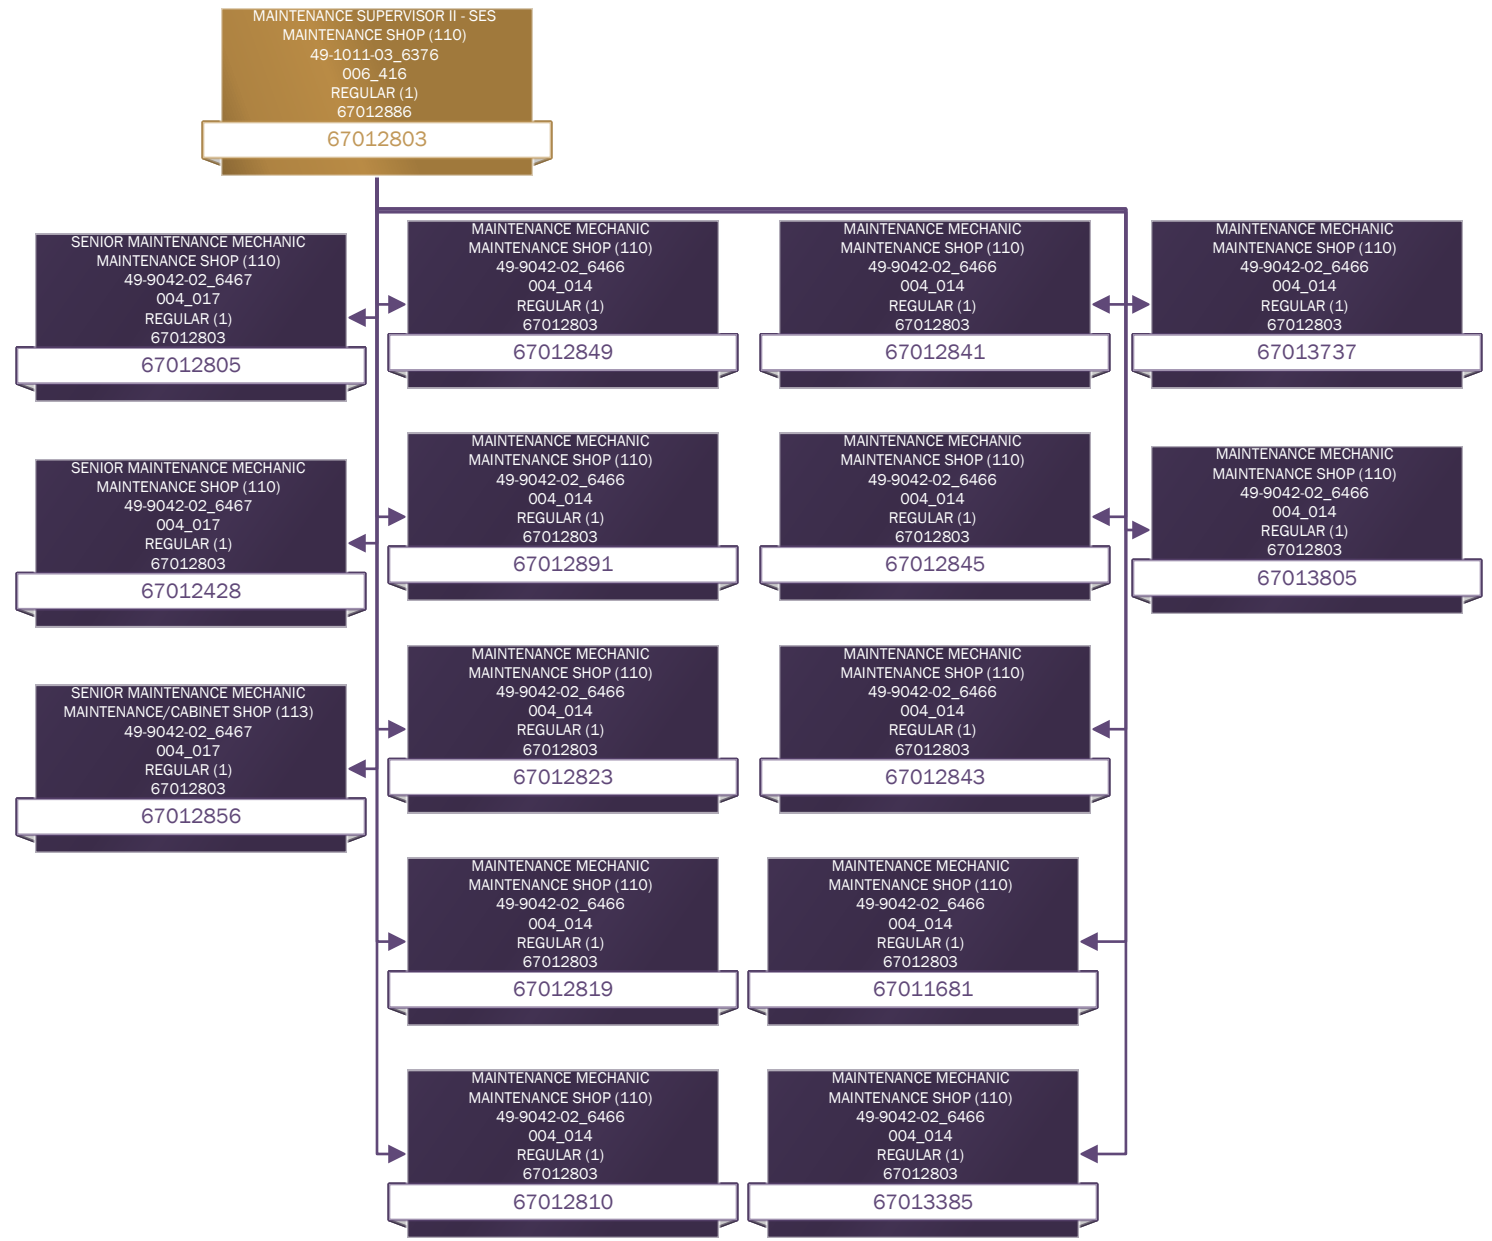 MAINTENANCE SUPERVISOR II - SES
MAINTENANCE SHOP (110)
49-1011-03_6376
006_416
REGULAR (1)
67012886
67012803
SENIOR MAINTENANCE MECHANIC
MAINTENANCE SHOP (110)
49-9042-02_6467
004_017
REGULAR (1)
67012803
67012805
MAINTENANCE MECHANIC
MAINTENANCE SHOP (110)
49-9042-02_6466
004_014
REGULAR (1)
67012803
67012849
MAINTENANCE MECHANIC
MAINTENANCE SHOP (110)
49-9042-02_6466
004_014
REGULAR (1)
67012803
67012841
MAINTENANCE MECHANIC
MAINTENANCE SHOP (110)
49-9042-02_6466
004_014
REGULAR (1)
67012803
67013737
SENIOR MAINTENANCE MECHANIC
MAINTENANCE SHOP (110)
49-9042-02_6467
004_017
REGULAR (1)
67012803
67012428
MAINTENANCE MECHANIC
MAINTENANCE SHOP (110)
49-9042-02_6466
004_014
REGULAR (1)
67012803
67012891
MAINTENANCE MECHANIC
MAINTENANCE SHOP (110)
49-9042-02_6466
004_014
REGULAR (1)
67012803
67012845
MAINTENANCE MECHANIC
MAINTENANCE SHOP (110)
49-9042-02_6466
004_014
REGULAR (1)
67012803
67013805
SENIOR MAINTENANCE MECHANIC
MAINTENANCE/CABINET SHOP (113)
49-9042-02_6467
004_017
REGULAR (1)
67012803
67012856
MAINTENANCE MECHANIC
MAINTENANCE SHOP (110)
49-9042-02_6466
004_014
REGULAR (1)
67012803
67012823
MAINTENANCE MECHANIC
MAINTENANCE SHOP (110)
49-9042-02_6466
004_014
REGULAR (1)
67012803
67012843
MAINTENANCE MECHANIC
MAINTENANCE SHOP (110)
49-9042-02_6466
004_014
REGULAR (1)
67012803
67012819
MAINTENANCE MECHANIC
MAINTENANCE SHOP (110)
49-9042-02_6466
004_014
REGULAR (1)
67012803
67011681
MAINTENANCE MECHANIC
MAINTENANCE SHOP (110)
49-9042-02_6466
004_014
REGULAR (1)
67012803
67012810
MAINTENANCE MECHANIC
MAINTENANCE SHOP (110)
49-9042-02_6466
004_014
REGULAR (1)
67012803
67013385